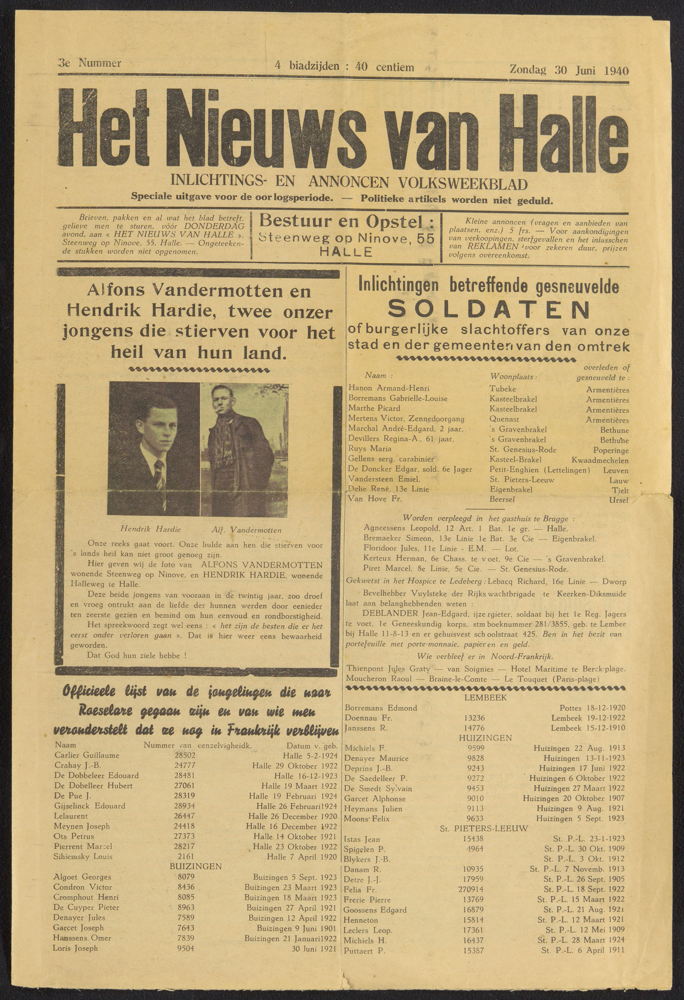 3e Nummer
4 biadzijden : 40 centiem
Zondag 30 Juni 1940
Het Nieuws van Halle
INLICHTINGS- EN ANNONCEN VOLKSWEEKBLAD
Speciale uitgave voor de oorlogsperiode. — Politieke artikels worden niet geduld.
Brieven, pakken en al wat het blad betreft,
gelieve men te sturen, vóór DONDERDAG
avond, aan « HET NIEUWS VAN HALLE »,
Steenweg op Ninove, 55, Halle. — Ongeteeken-
de stukken worden niet opgenomen.
Bestuur en Opstel :
Steenweg op Ninove, 55
HALLE
Kleine annoncen (vragen en aanbieden van
plaatsen, enz.) 5 frs. — Voor aankondigingen
van verkoopingen, sterfgevallen en het inlasschen
van REKLAMEN voor zekeren duur, prijzen
volgens overeenkomst.
Alfons Vandermotten en
Hendrik Hardie, twee onzer
jongens die stierven voor het
heil van hun land.
Hendrik Hardie
Alf. Vandermotten
Onze reeks gaat voort. Onze hulde aan hen die stierven voor
's lands heil kan niet groot genoeg zijn.
Hier geven wij de foto van ALFONS VANDERMOTTEN
wonende Steenweg op Ninove, en HENDRIK HARDIE, wonende
Halleweg te Halle.
Deze beide jongens van vooraan in de twintig jaar, zoo droef
en vroeg ontrukt aan de liefde der hunnen werden door eenieder
ten zeerste gezien en bemind om hun eenvoud en rondborstigheid.
Het spreekwoord zegt wel eens : « het zijn de besten die er het
eerst onder verloren gaan ». Dat is hier weer eens bewaarheid
geworden.
Dat God hun ziele hebbe !
Officieele lijst van de jongelingen die naar
Roeselare gegaan zijn en van wie men
veronderstelt dat ze nog in Frankrijk verblijven
Naam Nummer van eenzelvigheidk. Datum v. geb.
Carlier Guillaume 28502 Halle 5-2-1924
Crahay J.-B. 24777 Halle 29 Oktober 1922
De Dobbeleer Edouard 28481 Halle 16-12-1923
De Dobelleer Hubert 27061 Halle 19 Maart 1922
De Pue J. 28319 Halle 19 Februari 1924
Gijselinck Edouard 28934 Halle 26 Februari 1924
Lelaurent 26447 Halle 26 December 1920
Meynen Joseph 24418 Halle 16 December 1922
Ots Petrus 27373 Halle 14 Oktober 1921
Pierrent Marcel 28217 Halle 23 Oktober 1922
Sihiensky Louis 2161 Halle 7 April 1920
BUIZINGEN
Algoet Georges 8079 Buizingen 5 Sept. 1923
Condron Victor 8436 Buizingen 23 Maart 1923
Cromphout Henri 8085 Buizingen 18 Maart 1923
De Cuyper Pieter 8963 Buizingen 27 April 1921
Denayer Jules 7589 Buizingen 12 April 1922
Garcet Joseph 7643 Buizingen 9 Juni 1901
Hanssens Omer 7839 Buizingen 21 Januari 1922
Loris Joseph 9504 30 Juni 1921
Inlichtingen betreffende gesneuvelde
SOLDATEN
of burgerlijke slachtoffers van onze
stad en der gemeenten van den omtrek
Naam : Woonplaats : overleden of
gesneuveld te :
Hanon Armand-Henri Tubeke Armentières
Borremans Gabrielle-Louise Kasteelbrakel Armentières
Marthe Picard Kasteelbrakel Armentières
Mertens Victor, Zennedoorgang Quenast Armentières
Marchal André-Edgard, 2 jaar, 's Gravenbrakel Bethune
Devillers Regina-A., 61 jaar, 's Gravenbrakel Bethune
Ruys Maria St. Genesius-Rode Poperinge
Gellens serg. carabinier Kasteel-Brakel Kwaadmechelen
De Doncker Edgar, sold. 6e Jager Petit-Enghien (Lettelingen) Leuven
Vandersteen Emiel, St. Pieters-Leeuw Lauw
Delie René, 13e Linie Eigenbrakel Tielt
Van Hove Fr. Beersel Ursel
Worden verpleegd in het gasthuis te Brugge :
Agneessens Leopold, 12 Art. 1 Bat. 1e gr. — Halle.
Bremaeker Simeon, 13e Linie 1e Bat. 3e Cie — Eigenbrakel.
Floridoor Jules, 11e Linie - E.M. — Lot.
Kerteux Herman, 6e Chass. te voet, 9e Cie — 's Gravenbrakel.
Piret Marcel, 8e Linie, 5e Cie. — St. Genesius-Rode.
Gekwetst in het Hospice te Ledeberg : Lebacq Richard, 16e Linie — Dworp
Bevelhebber Vuylsteke der Rijkswachtbrigade te Keerken-Diksmuide
laat aan belanghebbenden weten :
DEBLANDER Jean-Edgard, ijzeregieter, soldaat bij het 1e Reg. Jagers
te voet, 1e Geneeskundig korps, stamboeknummer 281/3855, geb. te Lember
bij Halle 11-8-13 en er gehuisvest schoolstraat 425. Ben in het bezit van
portefeuille met porte-monnaie, papieren en geld.
Wie verbleef er in Noord-Frankrijk.
Thienpont Jules Graty — van Soignies — Hotel Maritime te Berck-plage.
Moucheron Raoul — Braine-le-Comte — Le Touquet (Paris-plage)
LEMBEEK
Borremans Edmond Pottes 18-12-1920
Doennau Fr. 13236 Lembeek 19-12-1922
Janssens R. 14776 Lembeek 15-12-1910
HUIZINGEN
Michiels F. 9599 Huizingen 22 Aug. 1913
Denayer Maurice 9828 Huizingen 13-11-1923
Deprins J.-B. 9243 Huizingen 17 Juni 1922
De Saedelleer P. 9272 Huizingen 6 Oktober 1922
De Smedt Sylvain 9453 Huizingen 27 Maart 1922
Garcet Alphonse 9010 Huizingen 20 Oktober 1907
Heymans Julien 9113 Huizingen 9 Aug. 1921
Moons Felix 9633 Huizingen 5 Sept. 1923
St. PIETERS-LEEUW
Istas Jean 15438 St. P.-L. 23-1-1923
Spigelen P. 4964 St. P.-L. 30 Okt. 1909
Blykers J.-B. St. P.-L. 3 Okt. 1912
Danam R. 10935 St. P.-L. 7 Novemb. 1913
Detre J.-J. 17959 St. P.-L. 26 Sept. 1905
Felia Fr. 270914 St. P.-L. 18 Sept. 1922
Frerie Pierre 13769 St. P.-L. 15 Maart 1922
Goossens Edgard 16879 St. P.-L. 21 Aug. 1921
Henneton 15814 St. P.-L. 12 Maart 1921
Leclers Leop. 17361 St. P.-L. 12 Mei 1909
Michiels H. 16437 St. P.-L. 28 Maart 1924
Puttaert P. 15387 St. P.-L. 6 April 1911